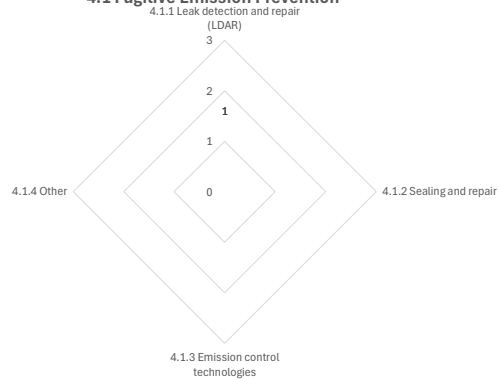 4.1 Fugitive Emission Prevention
4.1.1 Leak detection and repair
(LDAR)
3
2
1
1
0
4.1.4 Other
4.1.2 Sealing and repair
4.1.3 Emission control
technologies